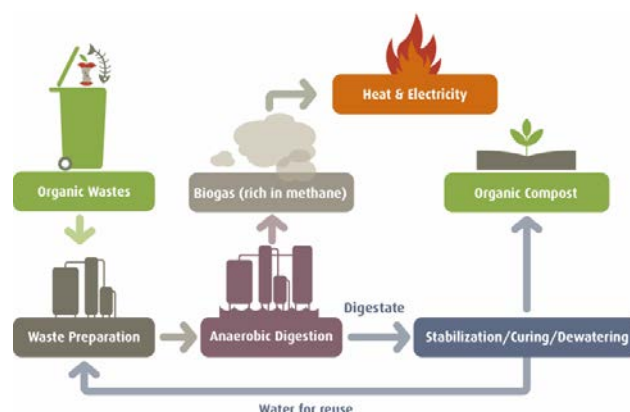 Heat & Electricity
Organic Wastes
Biogas (rich in methane)
Organic Compost
Digestate
Waste Preparation
Anaerobic Digestion
Stabilization/Curing/Dewatering
Water for reuse